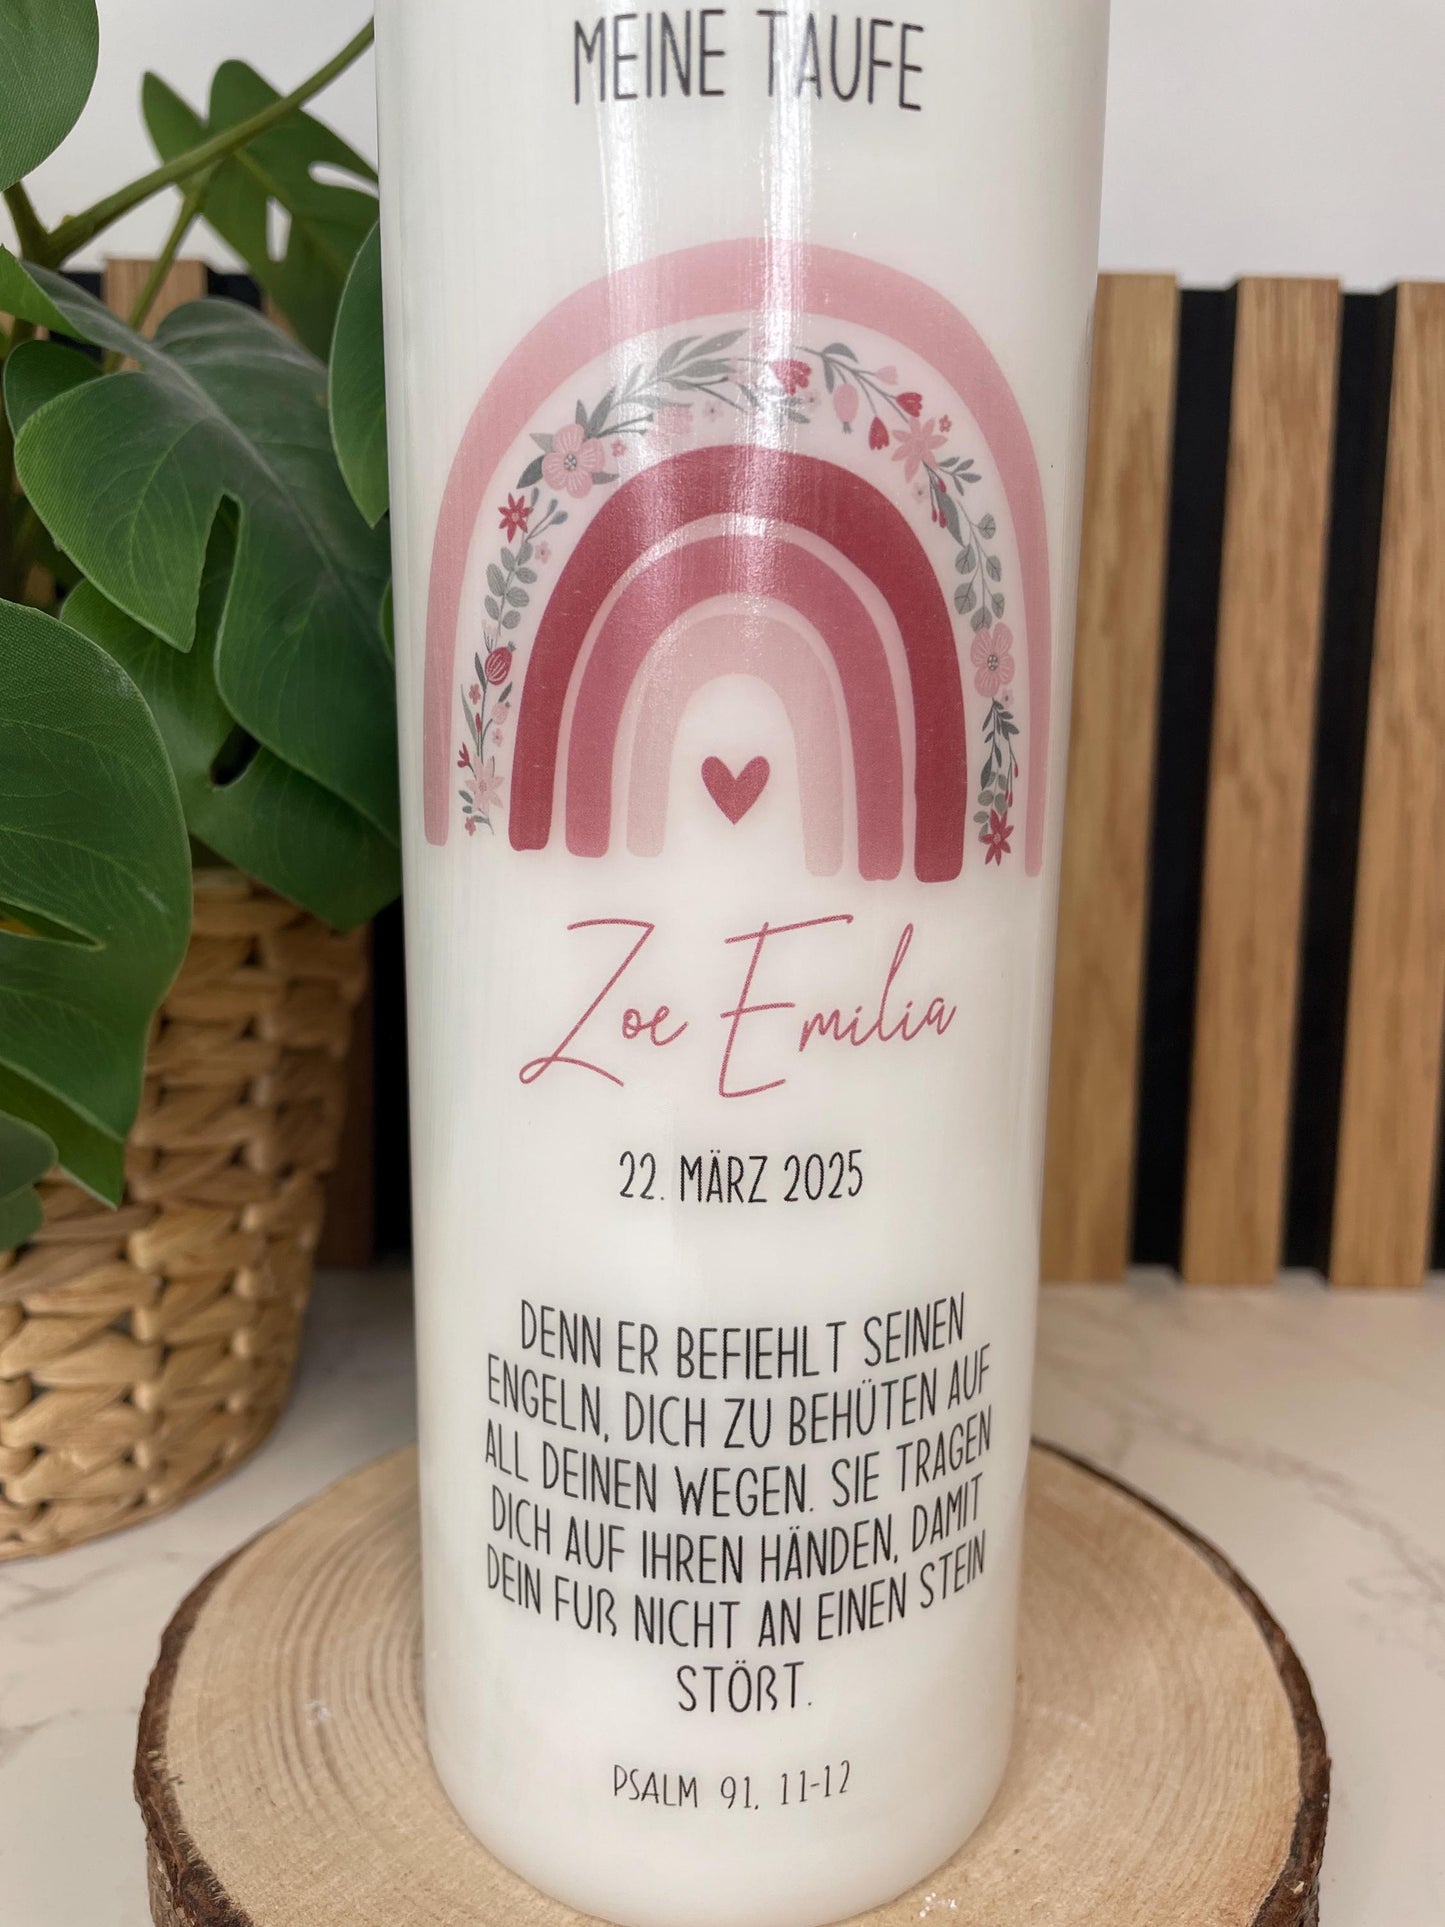 MEINE TAUFE
Zoe Emilia
22. MÄRZ 2025
DENN ER BEFIEHLT SEINEN
ENGELN, DICH ZU BEHÜTEN AUF
ALL DEINEN WEGEN. SIE TRAGEN
DICH AUF IHREN HÄNDEN, DAMIT
DEIN FUß NICHT AN EINEN STEIN
STÖßT.
PSALM 91, 11-12